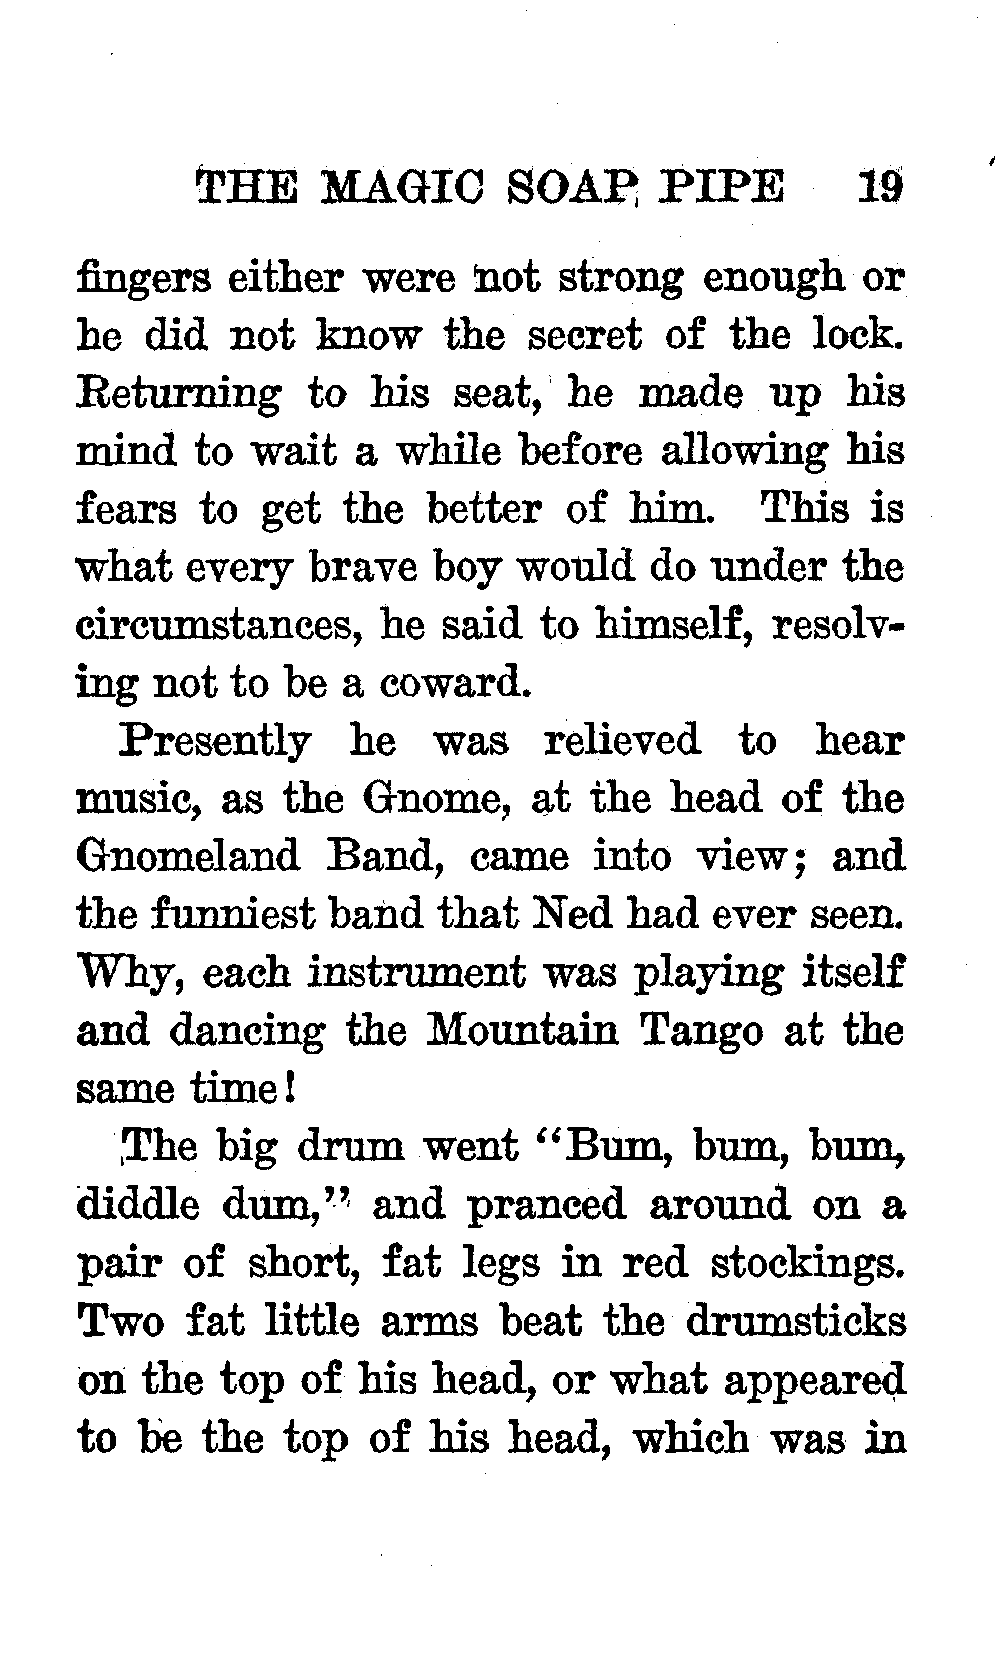 THE MAGIC SOAP PIPE 19
fingers either were not strong enough or
he did not know the secret of the lock.
Returning to his seat, he made up his
mind to wait a while before allowing his
fears to get the better of him. This is
what every brave boy would do under the
circumstances, he said to himself, resolv-
ing not to be a coward.
Presently he was relieved to hear
music, as the Gnome, at the head of the
Gnomeland Band, came into view; and
the funniest band that Ned had ever seen.
Why, each instrument was playing itself
and dancing the Mountain Tango at the
same time!
The big drum went "Bum, bum, bum,
diddle dum," and pranced around on a
pair of short, fat legs in red stockings.
Two fat little arms beat the drumsticks
on the top of his head, or what appeared
to be the top of his head, which was in